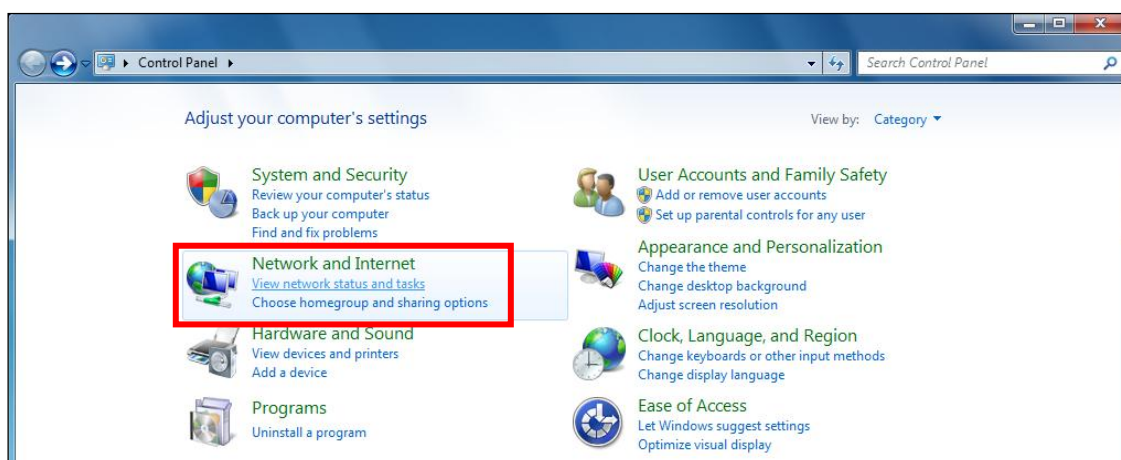 Control Panel
Search Control Panel
Adjust your computer's settings
View by: Category
System and Security
Review your computer's status
Back up your computer
Find and fix problems
Network and Internet
View network status and tasks
Choose homegroup and sharing options
Hardware and Sound
View devices and printers
Add a device
Programs
Uninstall a program
User Accounts and Family Safety
Add or remove user accounts
Set up parental controls for any user
Appearance and Personalization
Change the theme
Change desktop background
Adjust screen resolution
Clock, Language, and Region
Change keyboards or other input methods
Change display language
Ease of Access
Let Windows suggest settings
Optimize visual display